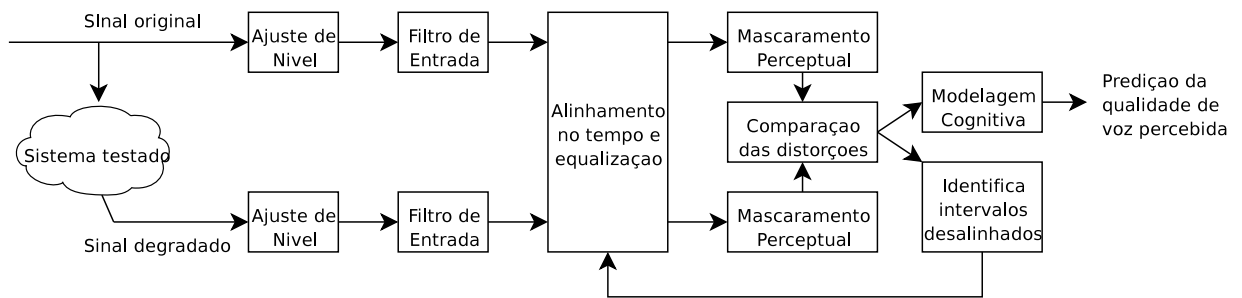 SInal original
Ajuste de
Nivel
Filtro de
Entrada
Alinhamento
no tempo e
equalizaçao
Mascaramento
Perceptual
Comparaçao
das distorçoes
Modelagem
Cognitiva
Prediçao da
qualidade de
voz percebida
Sistema testado
Sinal degradado
Ajuste de
Nivel
Filtro de
Entrada
Mascaramento
Perceptual
Identifica
intervalos
desalinhados